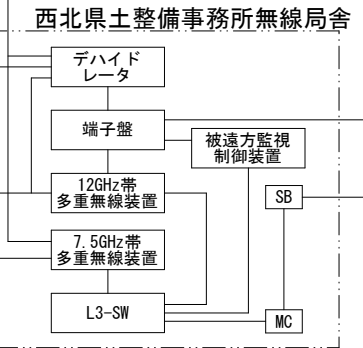 西北県土整備事務所無線局舎
デハイド
レータ
端子盤
被遠方監視
制御装置
12GHz帯
多重無線装置
SB
7.5GHz帯
多重無線装置
L3-SW
MC